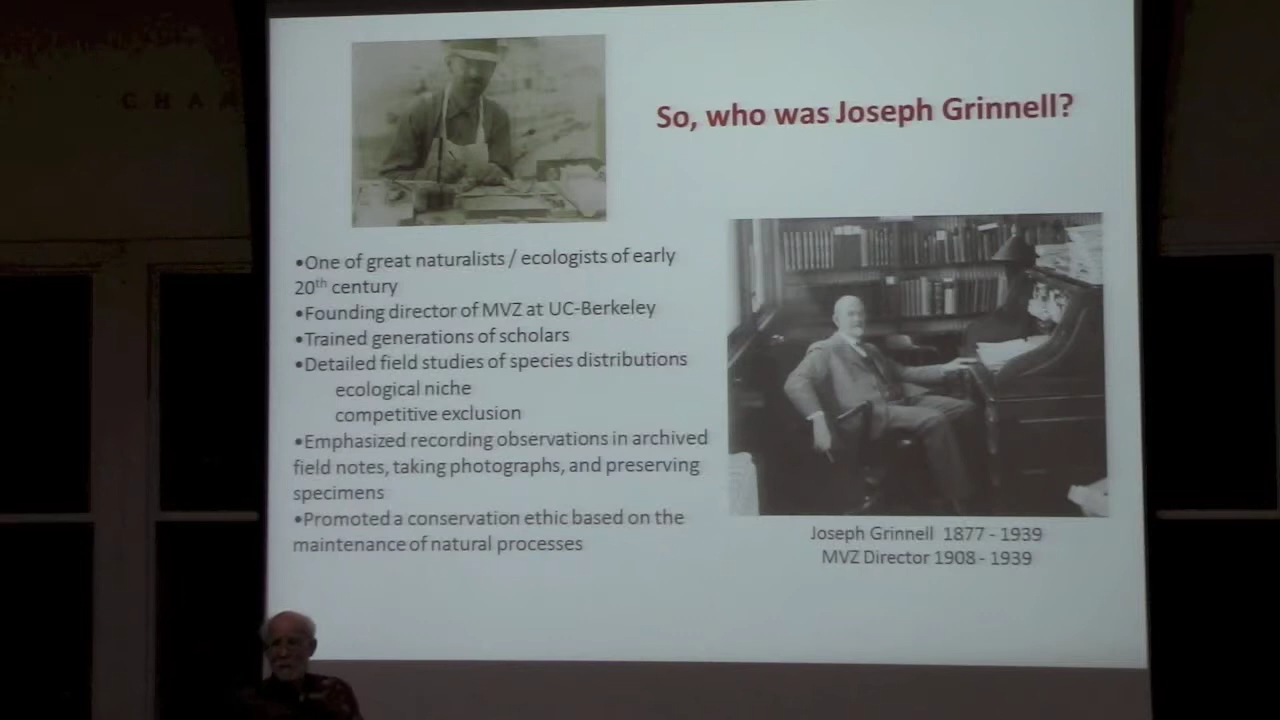 CHAM
So, who was Joseph Grinnell?
•One of great naturalists / ecologists of early
20th century
•Founding director of MVZ at UC-Berkeley
•Trained generations of scholars
•Detailed field studies of species distributions
ecological niche
competitive exclusion
•Emphasized recording observations in archived
field notes, taking photographs, and preserving
specimens
•Promoted a conservation ethic based on the
maintenance of natural processes
Joseph Grinnell 1877 - 1939
MVZ Director 1908 - 1939